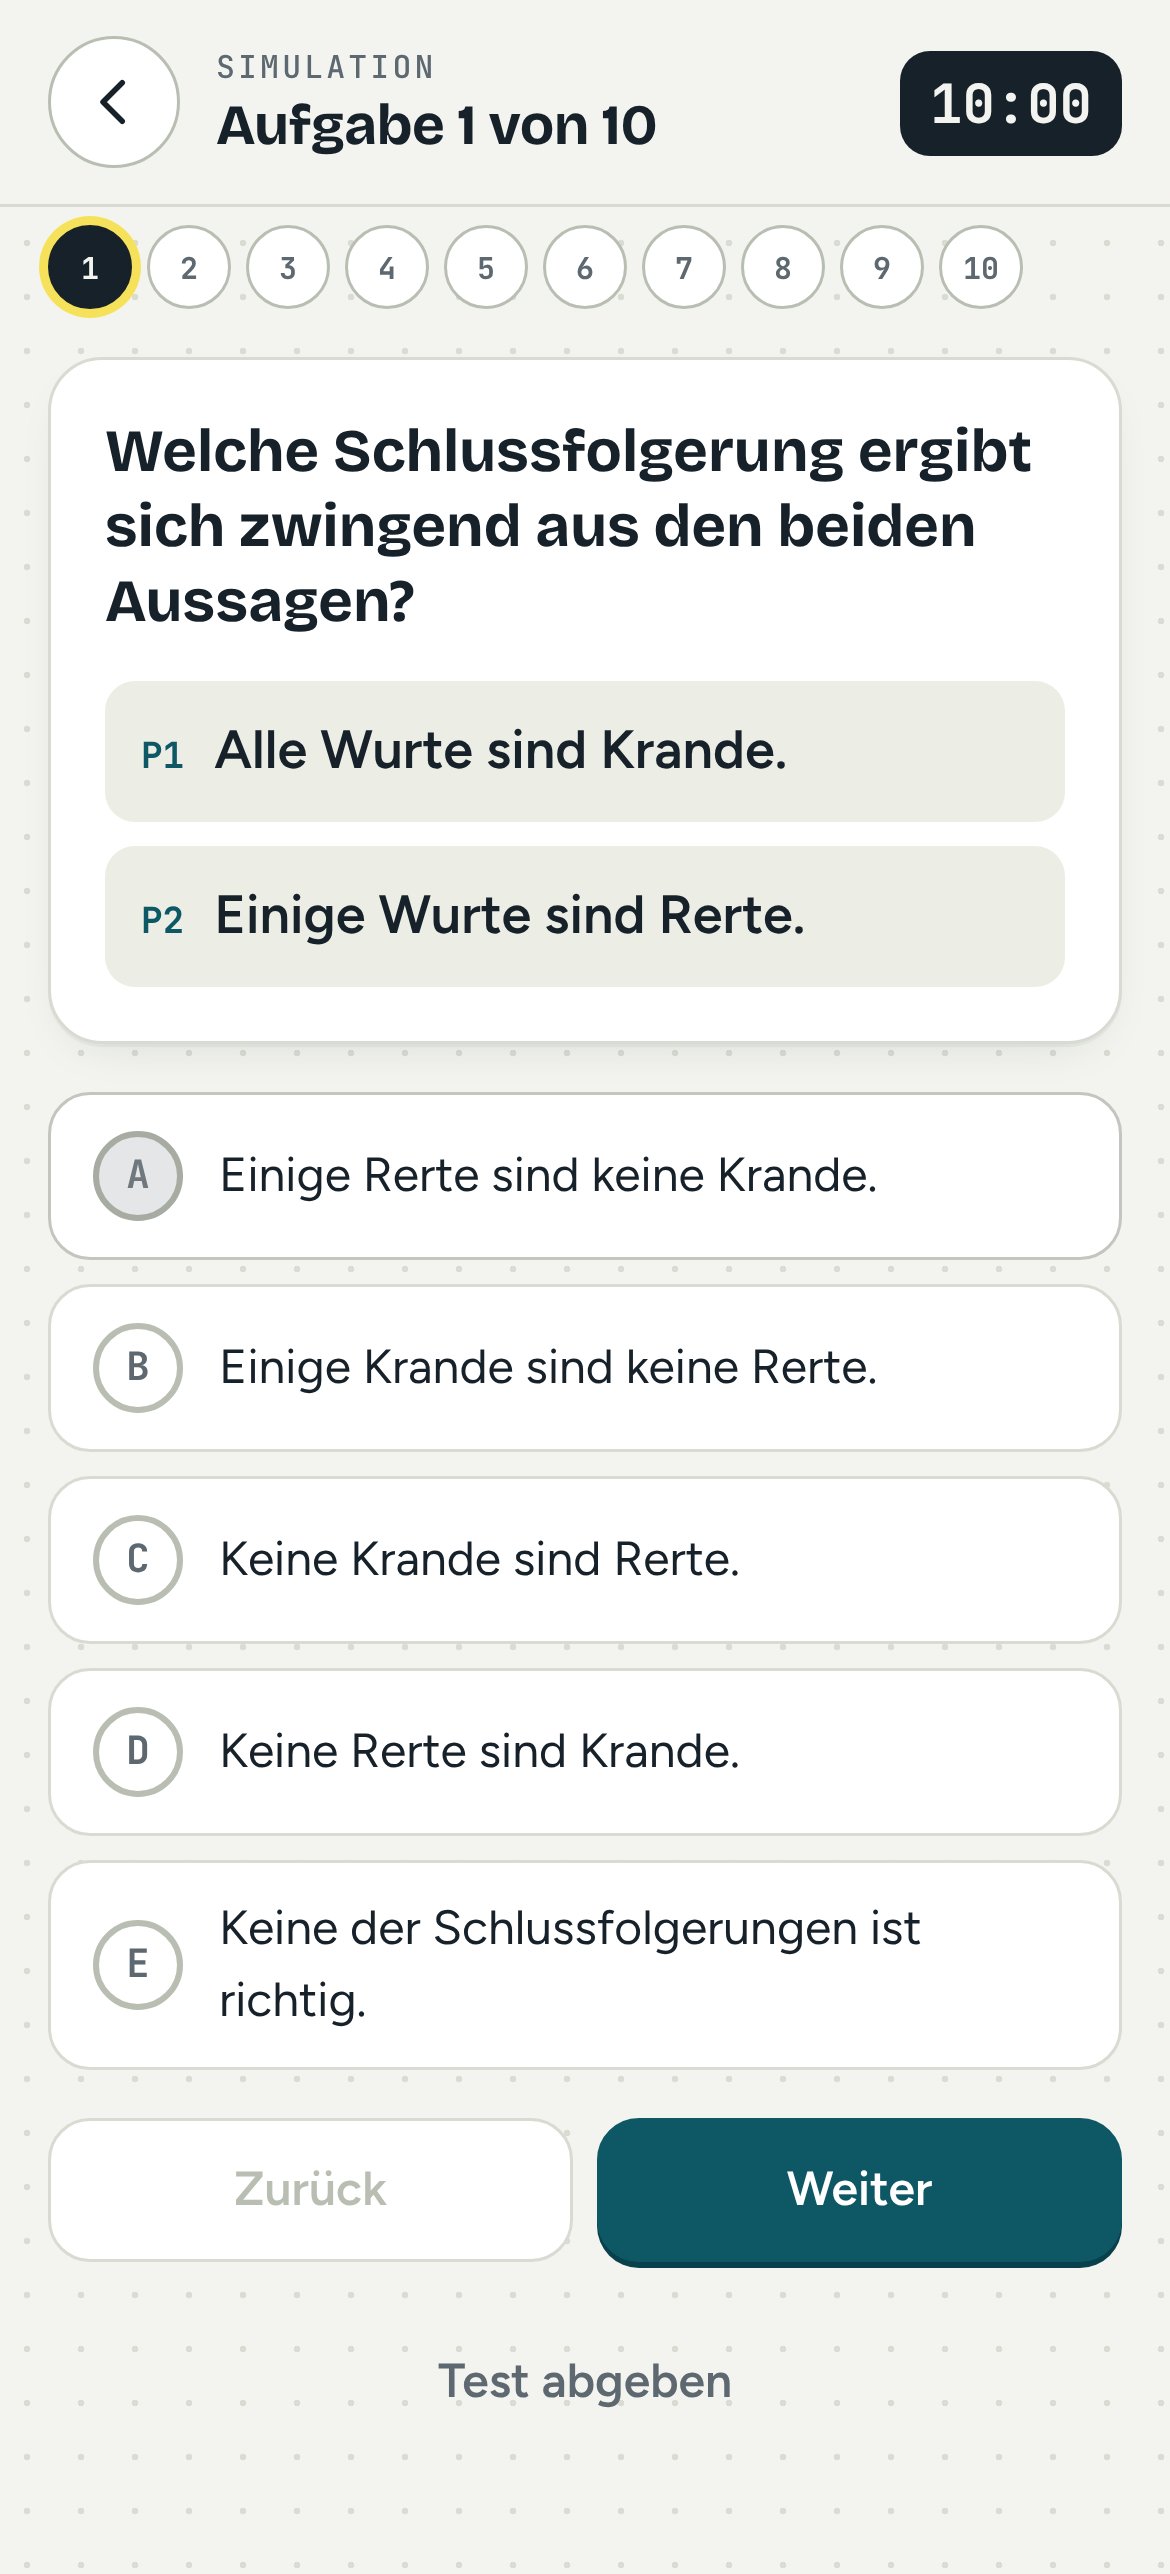 SIMULATION
Aufgabe 1 von 10
10:00
1 2 3 4 5 6 7 8 9 10
Welche Schlussfolgerung ergibt
sich zwingend aus den beiden
Aussagen?
P1 Alle Wurte sind Krande.
P2 Einige Wurte sind Rerte.
A Einige Rerte sind keine Krande.
B Einige Krande sind keine Rerte.
C Keine Krande sind Rerte.
D Keine Rerte sind Krande.
E Keine der Schlussfolgerungen ist
richtig.
Zurück Weiter
Test abgeben